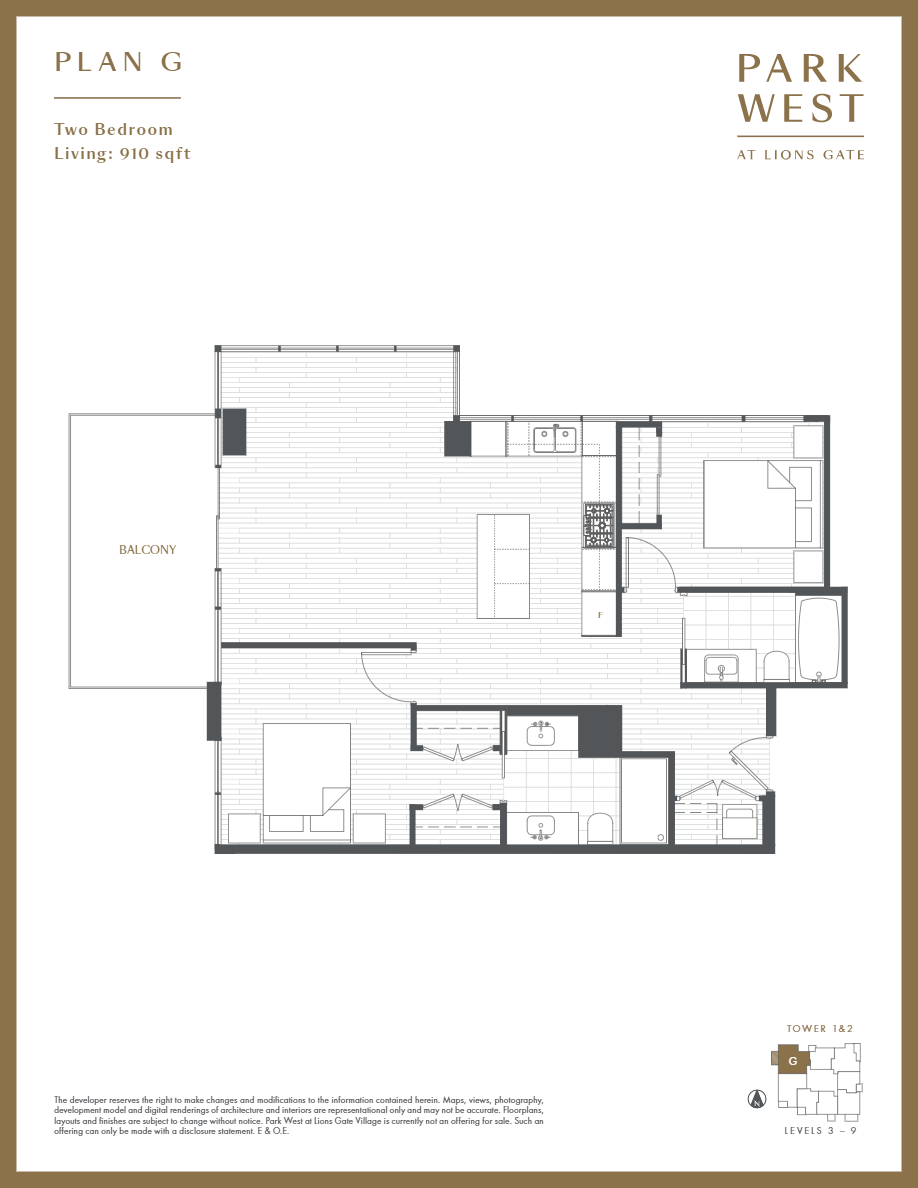 PLAN G
Two Bedroom
Living: 910 sqft
PARK
WEST
AT LIONS GATE
BALCONY
F
TOWER 1&2
G
N
LEVELS 3 – 9
The developer reserves the right to make changes and modifications to the information contained herein. Maps, views, photography,
development model and digital renderings of architecture and interiors are representational only and may not be accurate. Floorplans,
layouts and finishes are subject to change without notice. Park West at Lions Gate Village is currently not an offering for sale. Such an
offering can only be made with a disclosure statement. E & O.E.